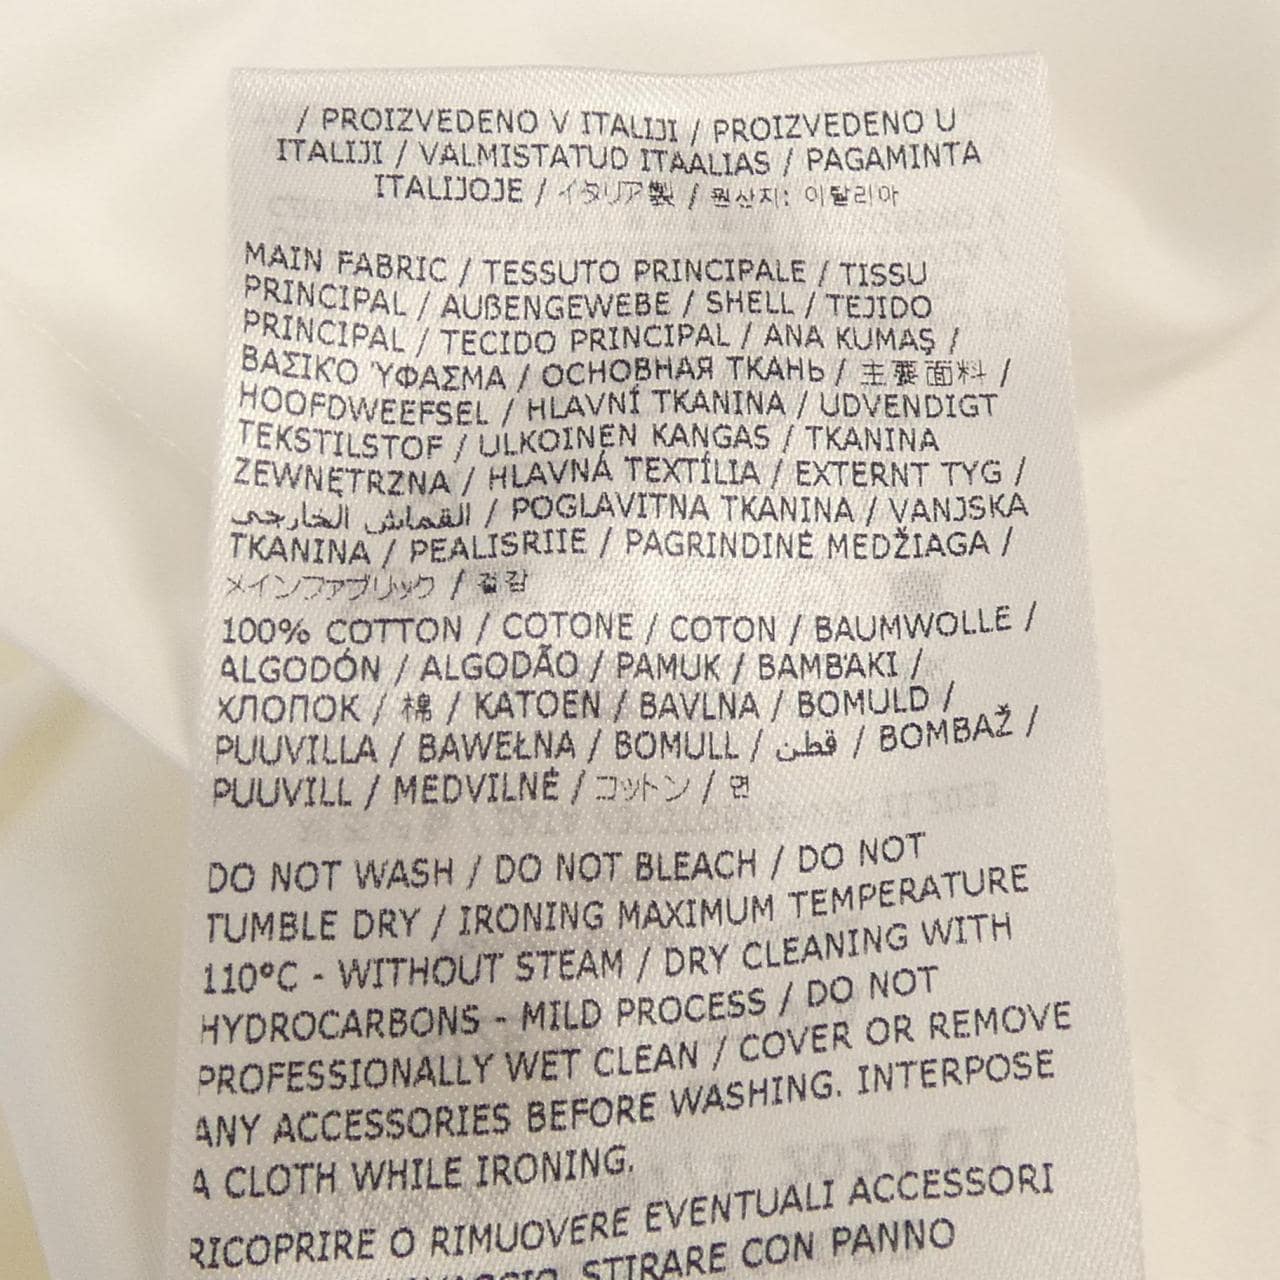 / PROIZVEDENO V ITALIJI / PROIZVEDENO U
ITALIJI / VALMISTATUD ITAALIAS / PAGAMINTA
ITALIJOJE / イタリア製 / 원산지: 이탈리아
MAIN FABRIC / TESSUTO PRINCIPALE / TISSU
PRINCIPAL / AUßENGEWEBE / SHELL / TEJIDO
PRINCIPAL / TECIDO PRINCIPAL / ANA KUMAŞ /
ΒΑΣΙΚΌ ΎΦΑΣΜΑ / ОСНОВНАЯ ТКАНЬ / 主要面料 /
HOOFDWEEFSEL / HLAVNÍ TKANINA / UDVENDIGT
TEKSTILSTOF / ULKOINEN KANGAS / TKANINA
ZEWNĘTRZNA / HLAVNÁ TEXTÍLIA / EXTERNT TYG /
القماش الخارجي / POGLAVITNA TKANINA / VANJSKA
TKANINA / PEALISRIIE / PAGRINDINĖ MEDŽIAGA /
メインファブリック / 겉감
100% COTTON / COTONE / COTON / BAUMWOLLE /
ALGODÓN / ALGODÃO / PAMUK / ΒΑΜΒΆΚΙ /
ХЛОПОК / 棉 / KATOEN / BAVLNA / BOMULD /
PUUVILLA / BAWEŁNA / BOMULL / قطن / BOMBAŽ /
PUUVILL / MEDVILNĖ / コットン / 면
DO NOT WASH / DO NOT BLEACH / DO NOT
TUMBLE DRY / IRONING MAXIMUM TEMPERATURE
110°C - WITHOUT STEAM / DRY CLEANING WITH
HYDROCARBONS - MILD PROCESS / DO NOT
PROFESSIONALLY WET CLEAN / COVER OR REMOVE
ANY ACCESSORIES BEFORE WASHING. INTERPOSE
A CLOTH WHILE IRONING.
RICOPRIRE O RIMUOVERE EVENTUALI ACCESSORI
STIRARE CON PANNO